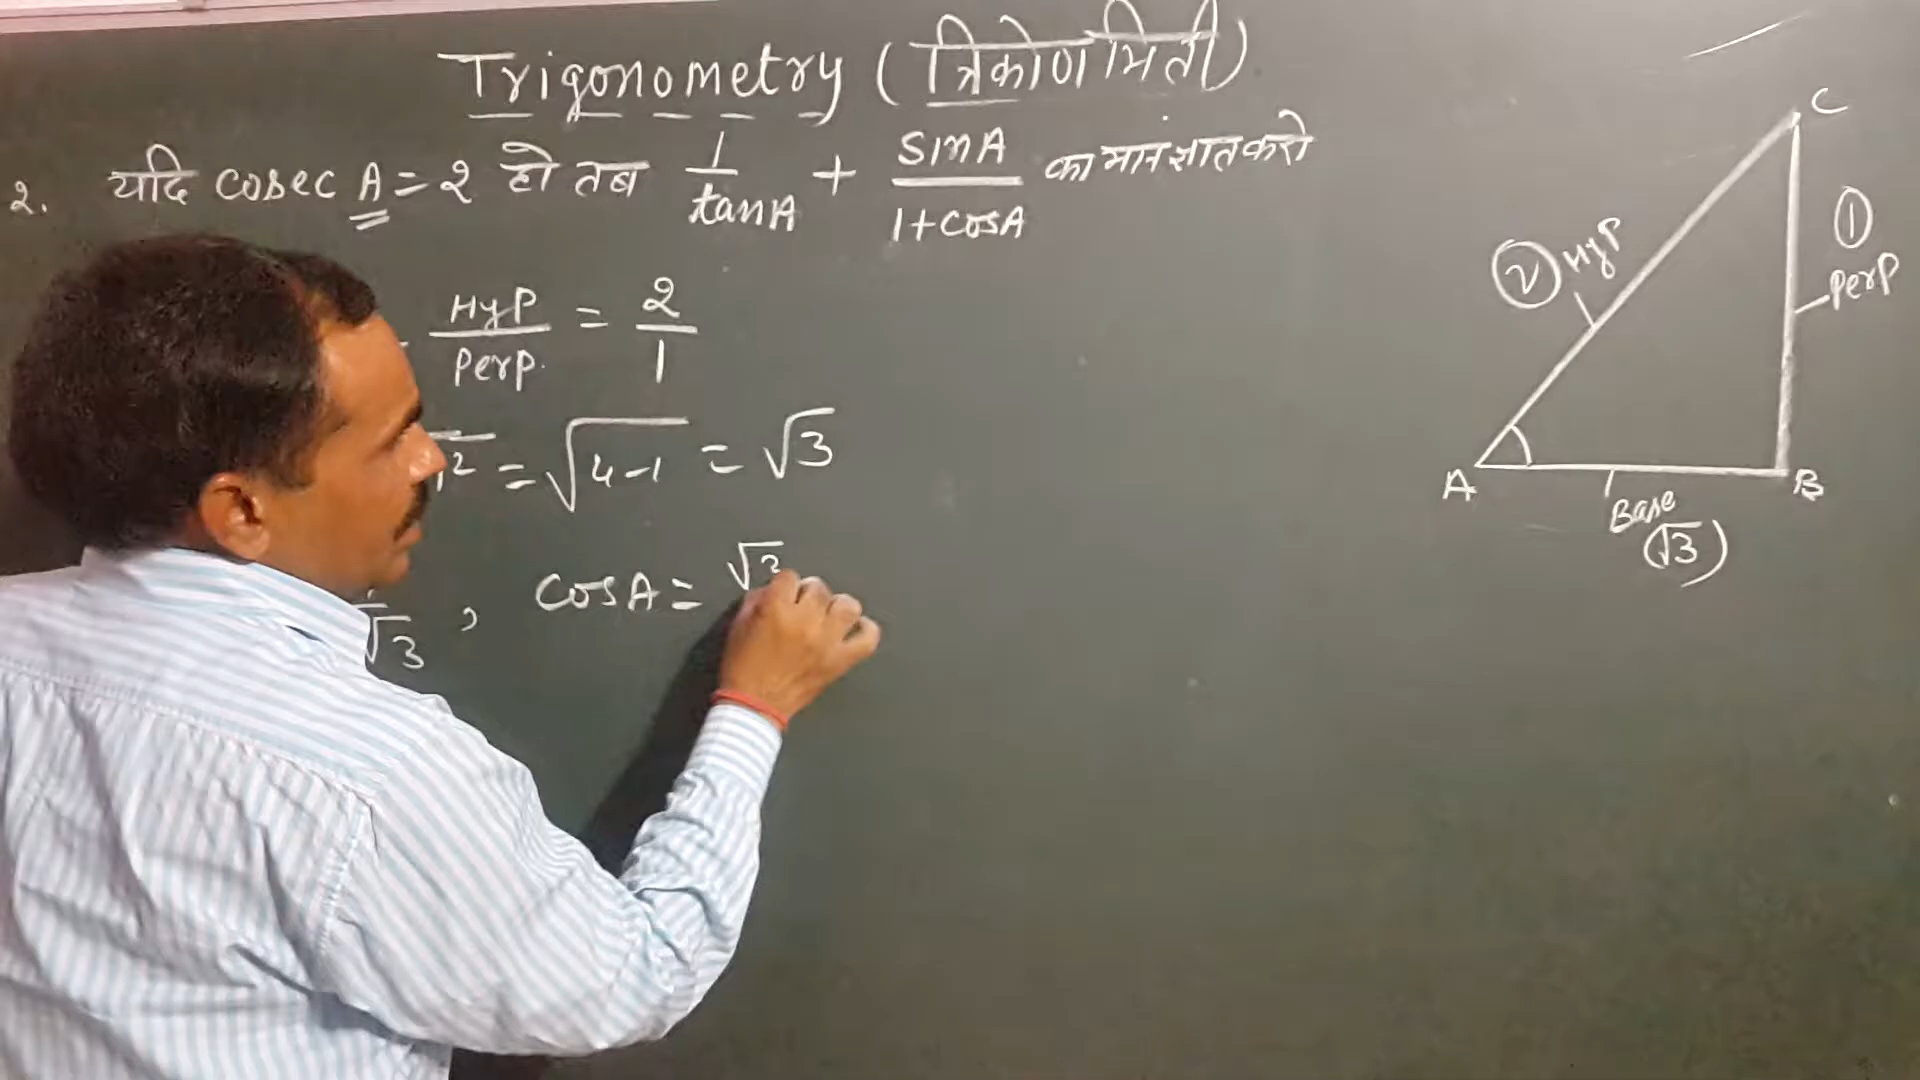 Trigonometry (त्रिकोणमिती)
2. यदि cosec A = 2 हो तब 1/tanA + sinA/1+cosA का मान ज्ञात करो
HyP/Perp. = 2/1
2 = √4-1 = √3
√3 , cosA = √3
C
② HyP
① PerP
A
B
Base
(√3)